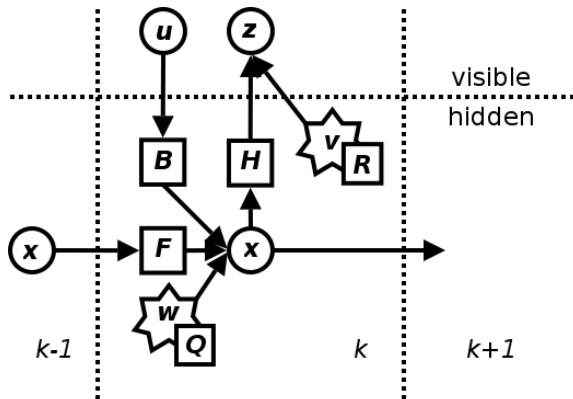 u z
visible
hidden
B H v R
x F x
w
Q
k-1 k k+1